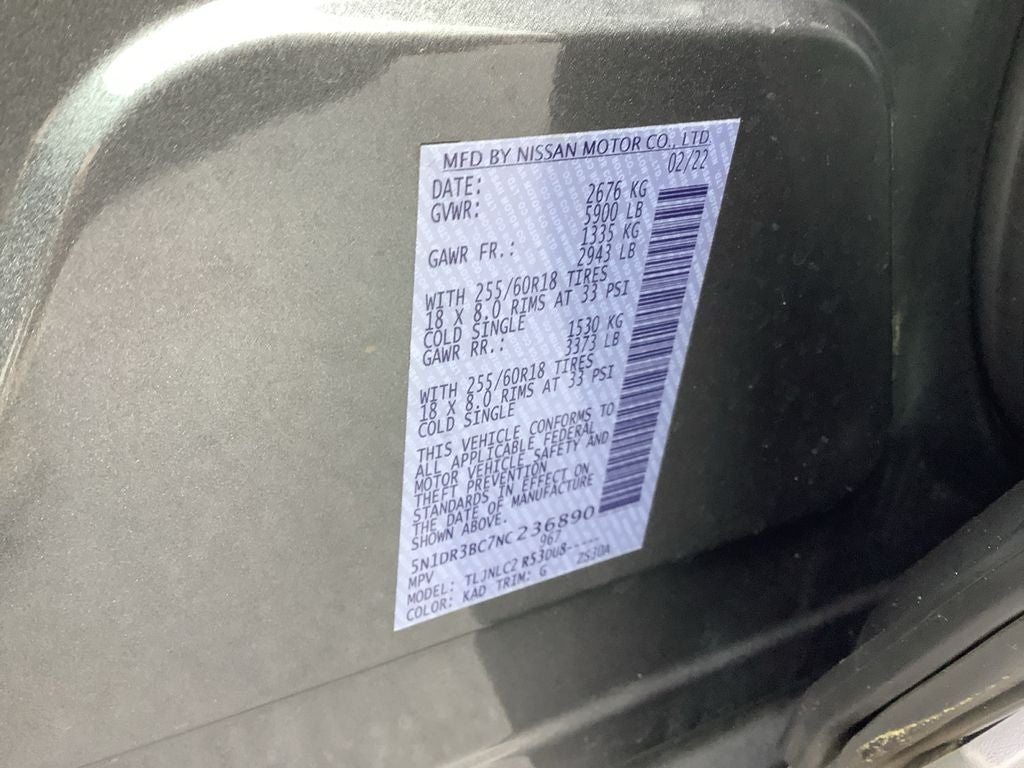 MFD BY NISSAN MOTOR CO., LTD.
DATE: 02/22
GVWR: 2676 KG
5900 LB
GAWR FR.: 1335 KG
2943 LB
WITH 255/60R18 TIRES
18 X 8.0 RIMS AT 33 PSI
COLD SINGLE
GAWR RR.: 1530 KG
3373 LB
WITH 255/60R18 TIRES
18 X 8.0 RIMS AT 33 PSI
COLD SINGLE
THIS VEHICLE CONFORMS TO
ALL APPLICABLE FEDERAL
MOTOR VEHICLE SAFETY AND
THEFT PREVENTION
STANDARDS IN EFFECT ON
THE DATE OF MANUFACTURE
SHOWN ABOVE.
5N1DR3BC7NC236890
MPV 967
MODEL: TLJNLC2 R530U8-----
COLOR: KAD TRIM: G ZS30A